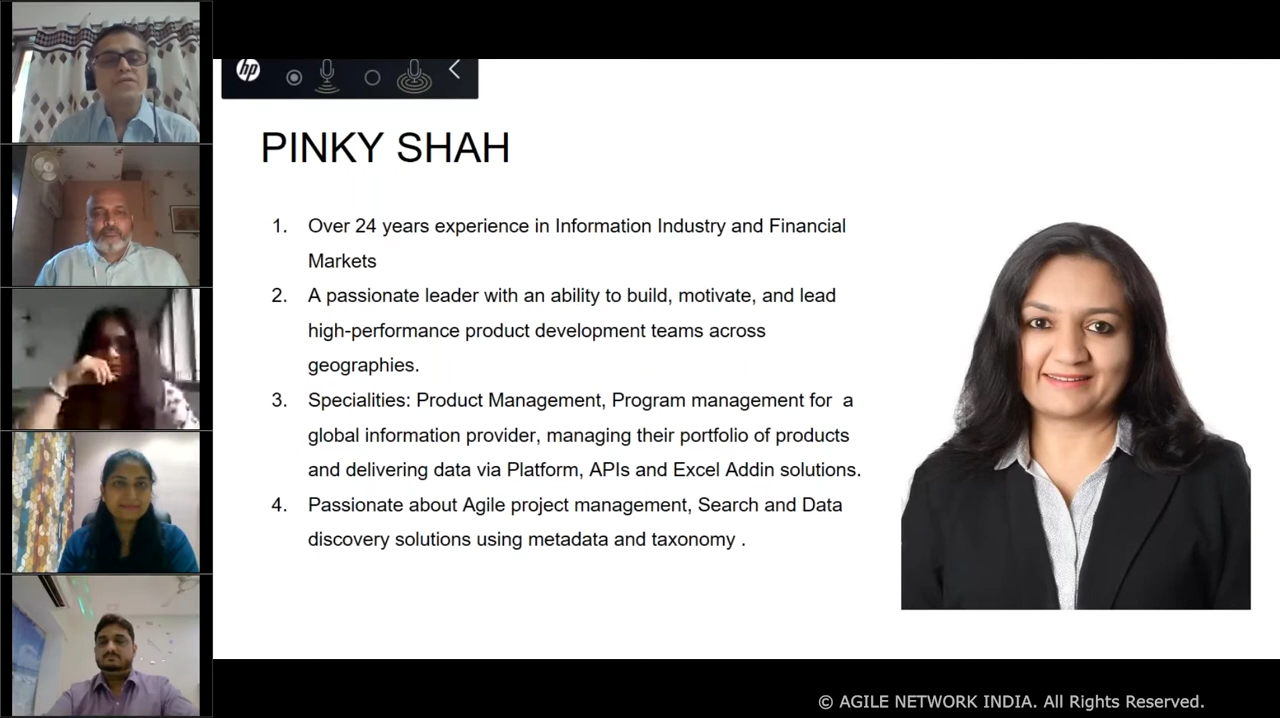 hp
PINKY SHAH
1. Over 24 years experience in Information Industry and Financial
Markets
2. A passionate leader with an ability to build, motivate, and lead
high-performance product development teams across
geographies.
3. Specialities: Product Management, Program management for a
global information provider, managing their portfolio of products
and delivering data via Platform, APIs and Excel Addin solutions.
4. Passionate about Agile project management, Search and Data
discovery solutions using metadata and taxonomy .
© AGILE NETWORK INDIA. All Rights Reserved.